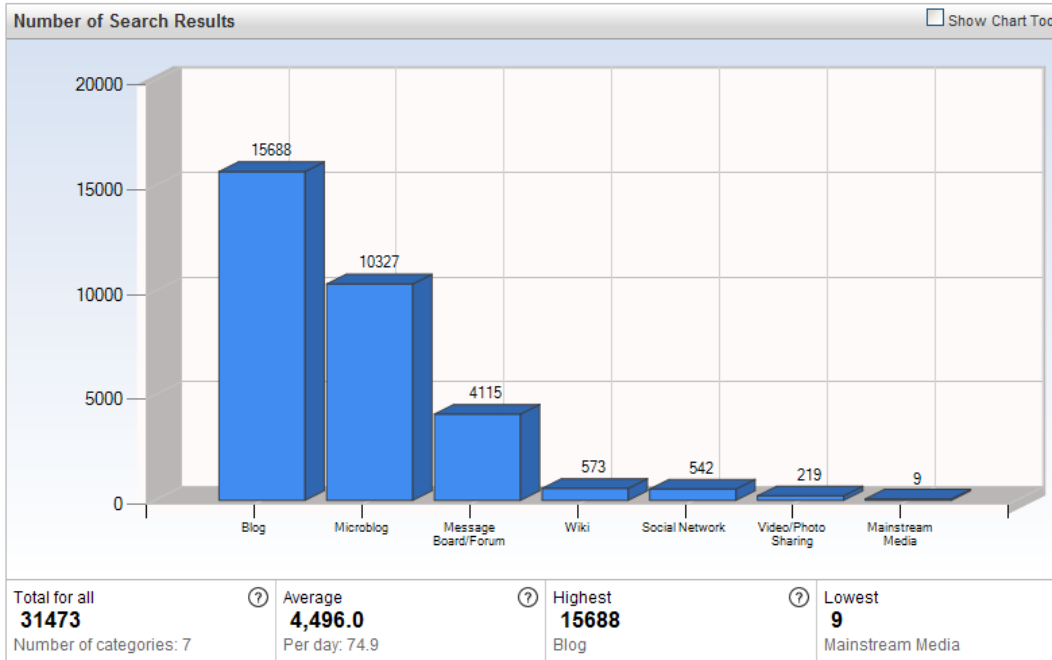 Number of Search Results
Show Chart Too
20000
15000
10000
5000
0
15688
10327
4115
573
542
219
9
Blog
Microblog
Message
Board/Forum
Wiki
Social Network
Video/Photo
Sharing
Mainstream
Media
Total for all
?
31473
Number of categories: 7
Average
?
4,496.0
Per day: 74.9
Highest
?
15688
Blog
Lowest
9
Mainstream Media